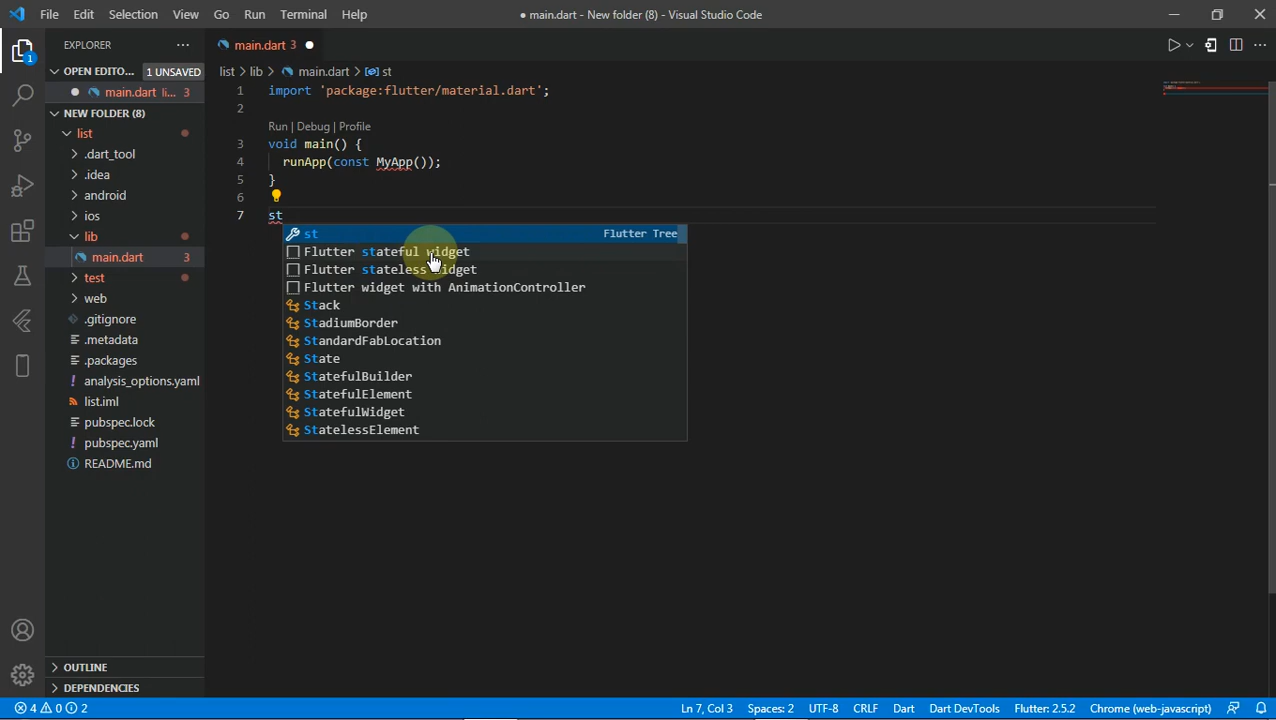 File Edit Selection View Go Run Terminal Help
● main.dart - New folder (8) - Visual Studio Code
EXPLORER
OPEN EDITO... 1 UNSAVED
main.dart li... 3
NEW FOLDER (8)
list
.dart_tool
.idea
android
ios
lib
main.dart 3
test
web
.gitignore
.metadata
.packages
analysis_options.yaml
list.iml
pubspec.lock
pubspec.yaml
README.md
OUTLINE
DEPENDENCIES
1
main.dart 3
list > lib > main.dart > st
1 import 'package:flutter/material.dart';
2
Run | Debug | Profile
3 void main() {
4 runApp(const MyApp());
5 }
6
7 st
st Flutter Tree
Flutter stateful widget
Flutter stateless widget
Flutter widget with AnimationController
Stack
StadiumBorder
StandardFabLocation
State
StatefulBuilder
StatefulElement
StatefulWidget
StatelessElement
4 0 2 Ln 7, Col 3 Spaces: 2 UTF-8 CRLF Dart Dart DevTools Flutter: 2.5.2 Chrome (web-javascript)